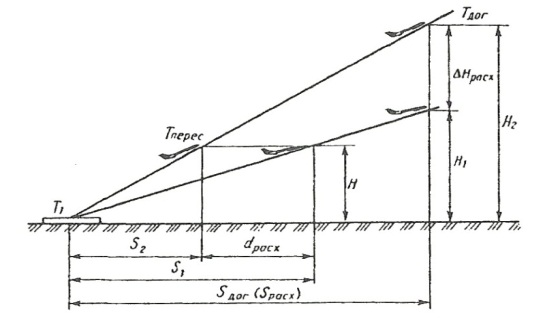 Tдог
ΔHрасх
Tперес
H2
H1
H
T1
S2
dрасх
S1
Sдог (Sрасх)